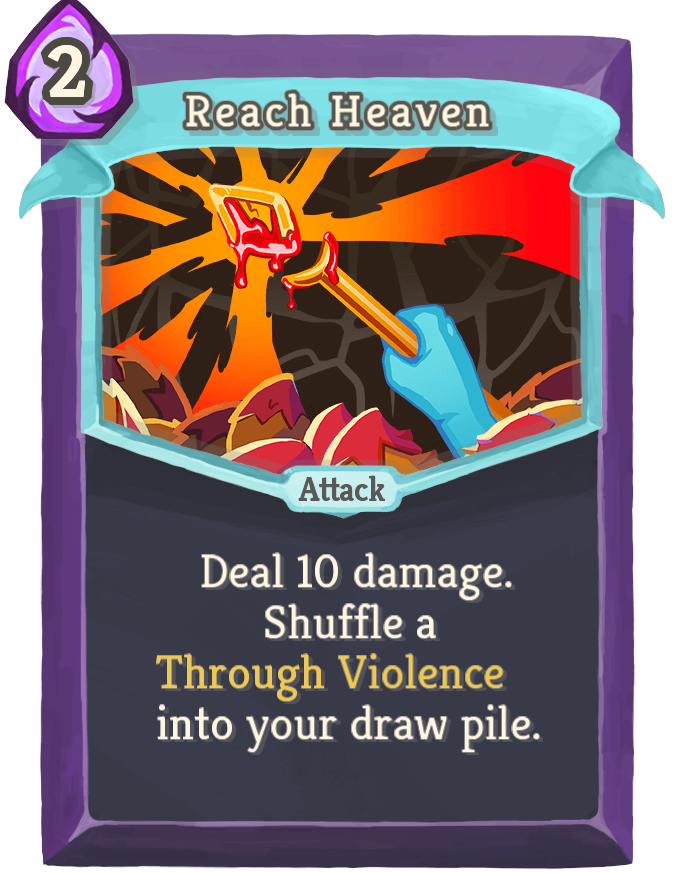 2
Reach Heaven
Attack
Deal 10 damage.
Shuffle a
Through Violence
into your draw pile.